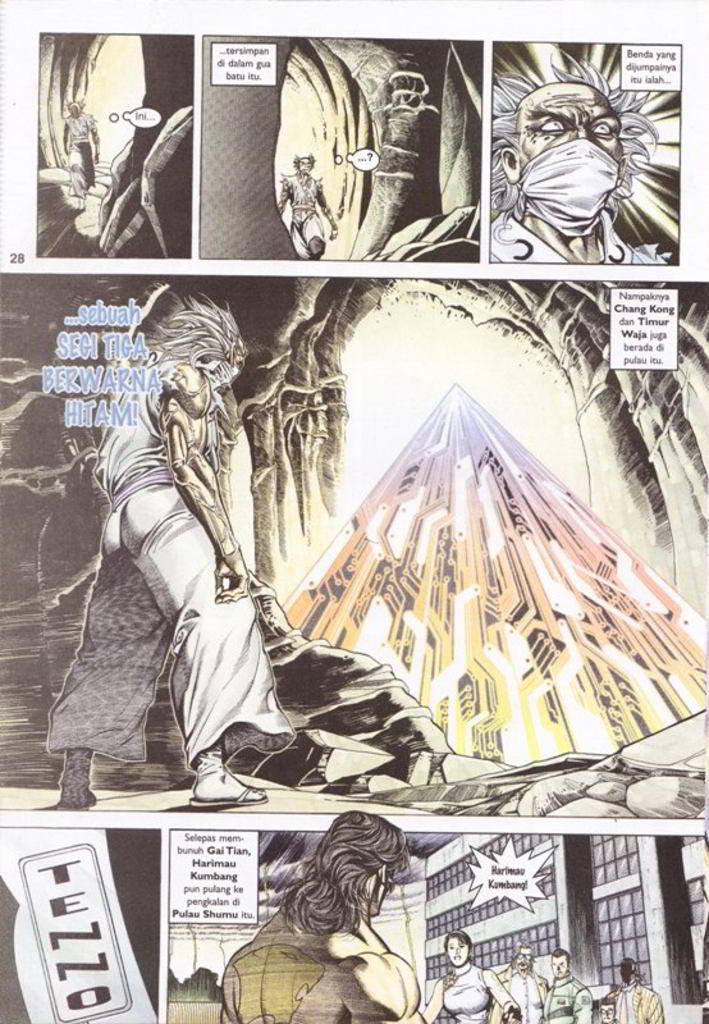 Ini...
...tersimpan
di dalam gua
batu itu.
...?
Benda yang
dijumpainya
itu ialah...
28
...sebuah
SEGI TIGA
BERWARNA
HITAM!
Nampaknya
Chang Kong
dan Timur
Waja juga
berada di
pulau itu.
TENNO
Selepas mem-
bunuh Gai Tian,
Harimau
Kumbang
pun pulang ke
pengkalan di
Pulau Shumu itu.
Harimau
Kumbang!